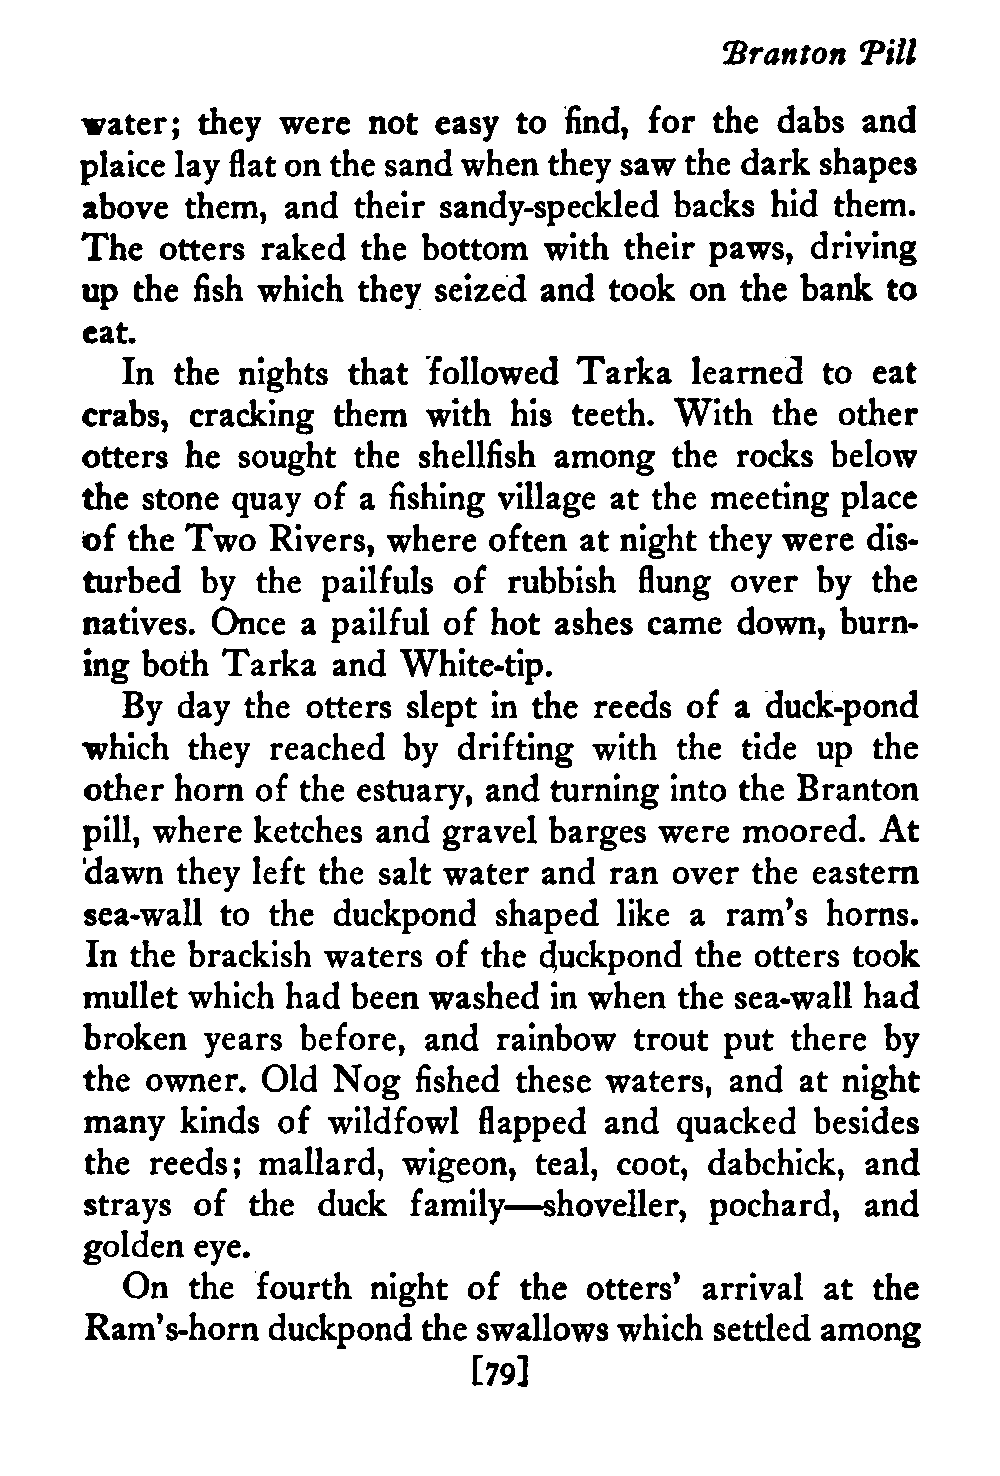 Branton Pill
water; they were not easy to find, for the dabs and
plaice lay flat on the sand when they saw the dark shapes
above them, and their sandy-speckled backs hid them.
The otters raked the bottom with their paws, driving
up the fish which they seized and took on the bank to
eat.
In the nights that followed Tarka learned to eat
crabs, cracking them with his teeth. With the other
otters he sought the shellfish among the rocks below
the stone quay of a fishing village at the meeting place
of the Two Rivers, where often at night they were dis-
turbed by the pailfuls of rubbish flung over by the
natives. Once a pailful of hot ashes came down, burn-
ing both Tarka and White-tip.
By day the otters slept in the reeds of a duck-pond
which they reached by drifting with the tide up the
other horn of the estuary, and turning into the Branton
pill, where ketches and gravel barges were moored. At
dawn they left the salt water and ran over the eastern
sea-wall to the duckpond shaped like a ram's horns.
In the brackish waters of the duckpond the otters took
mullet which had been washed in when the sea-wall had
broken years before, and rainbow trout put there by
the owner. Old Nog fished these waters, and at night
many kinds of wildfowl flapped and quacked besides
the reeds; mallard, wigeon, teal, coot, dabchick, and
strays of the duck family—shoveller, pochard, and
golden eye.
On the fourth night of the otters' arrival at the
Ram's-horn duckpond the swallows which settled among
[79]